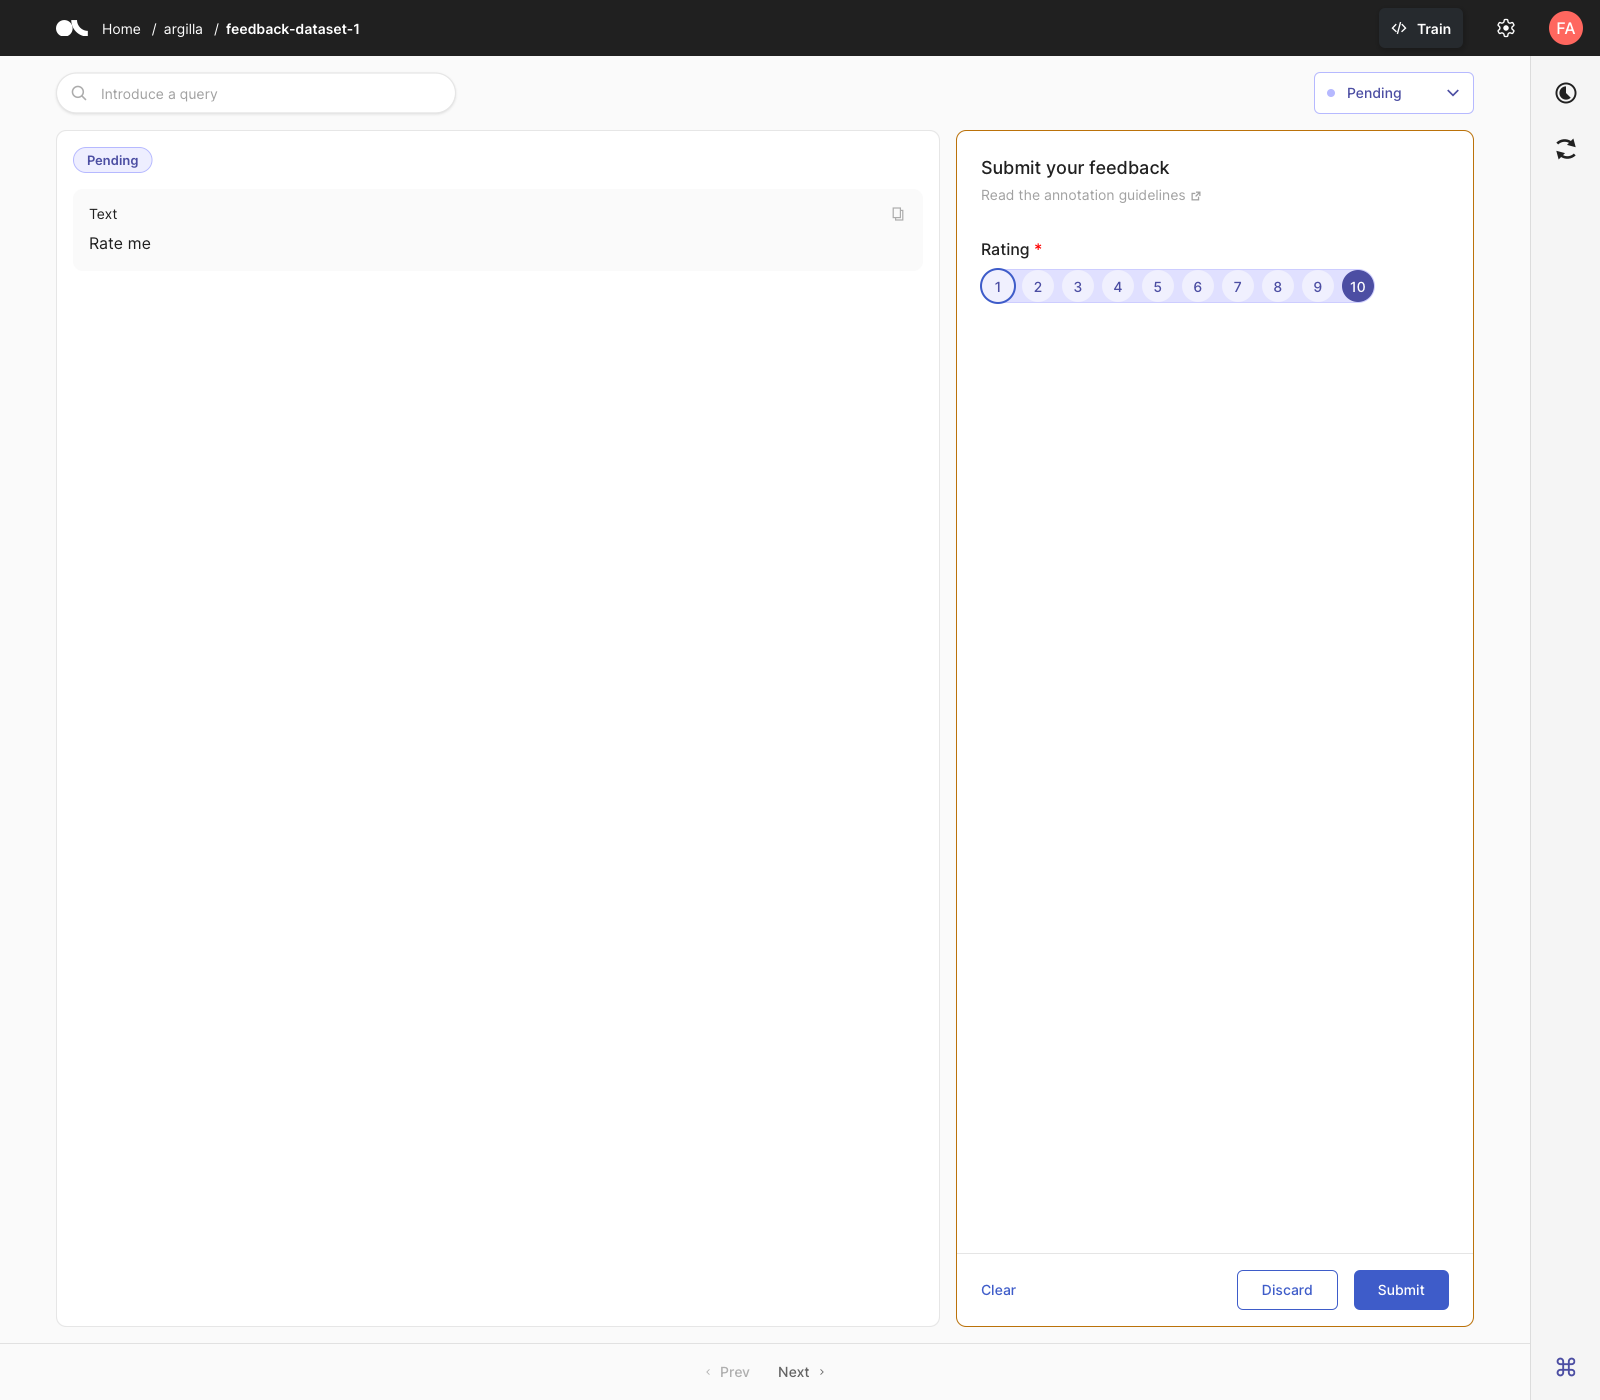 Home / argilla / feedback-dataset-1
Train
FA
Introduce a query
Pending
Pending
Text
Rate me
Submit your feedback
Read the annotation guidelines
Rating *
1 2 3 4 5 6 7 8 9 10
Clear
Discard
Submit
Prev
Next